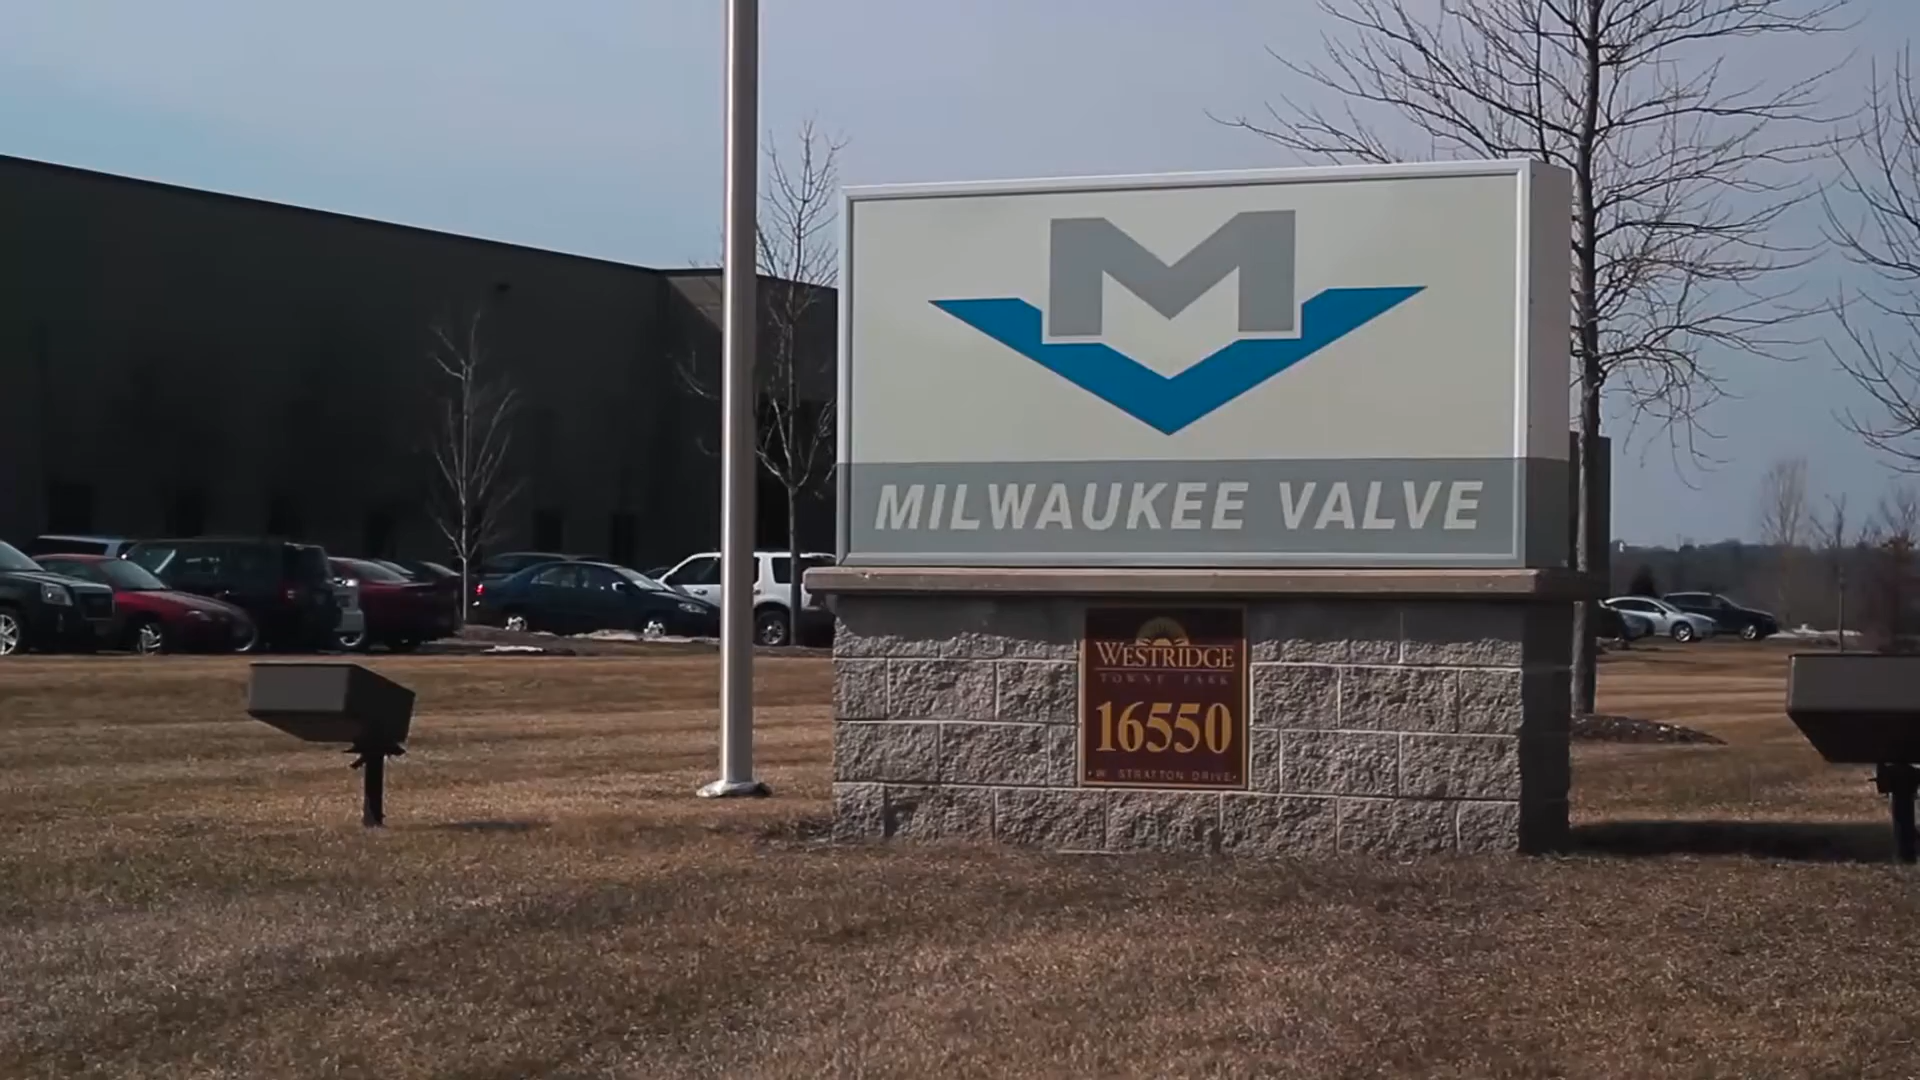 M
MILWAUKEE VALVE
WESTRIDGE
TOWNE PARK
16550
• W. STRATTON DRIVE •